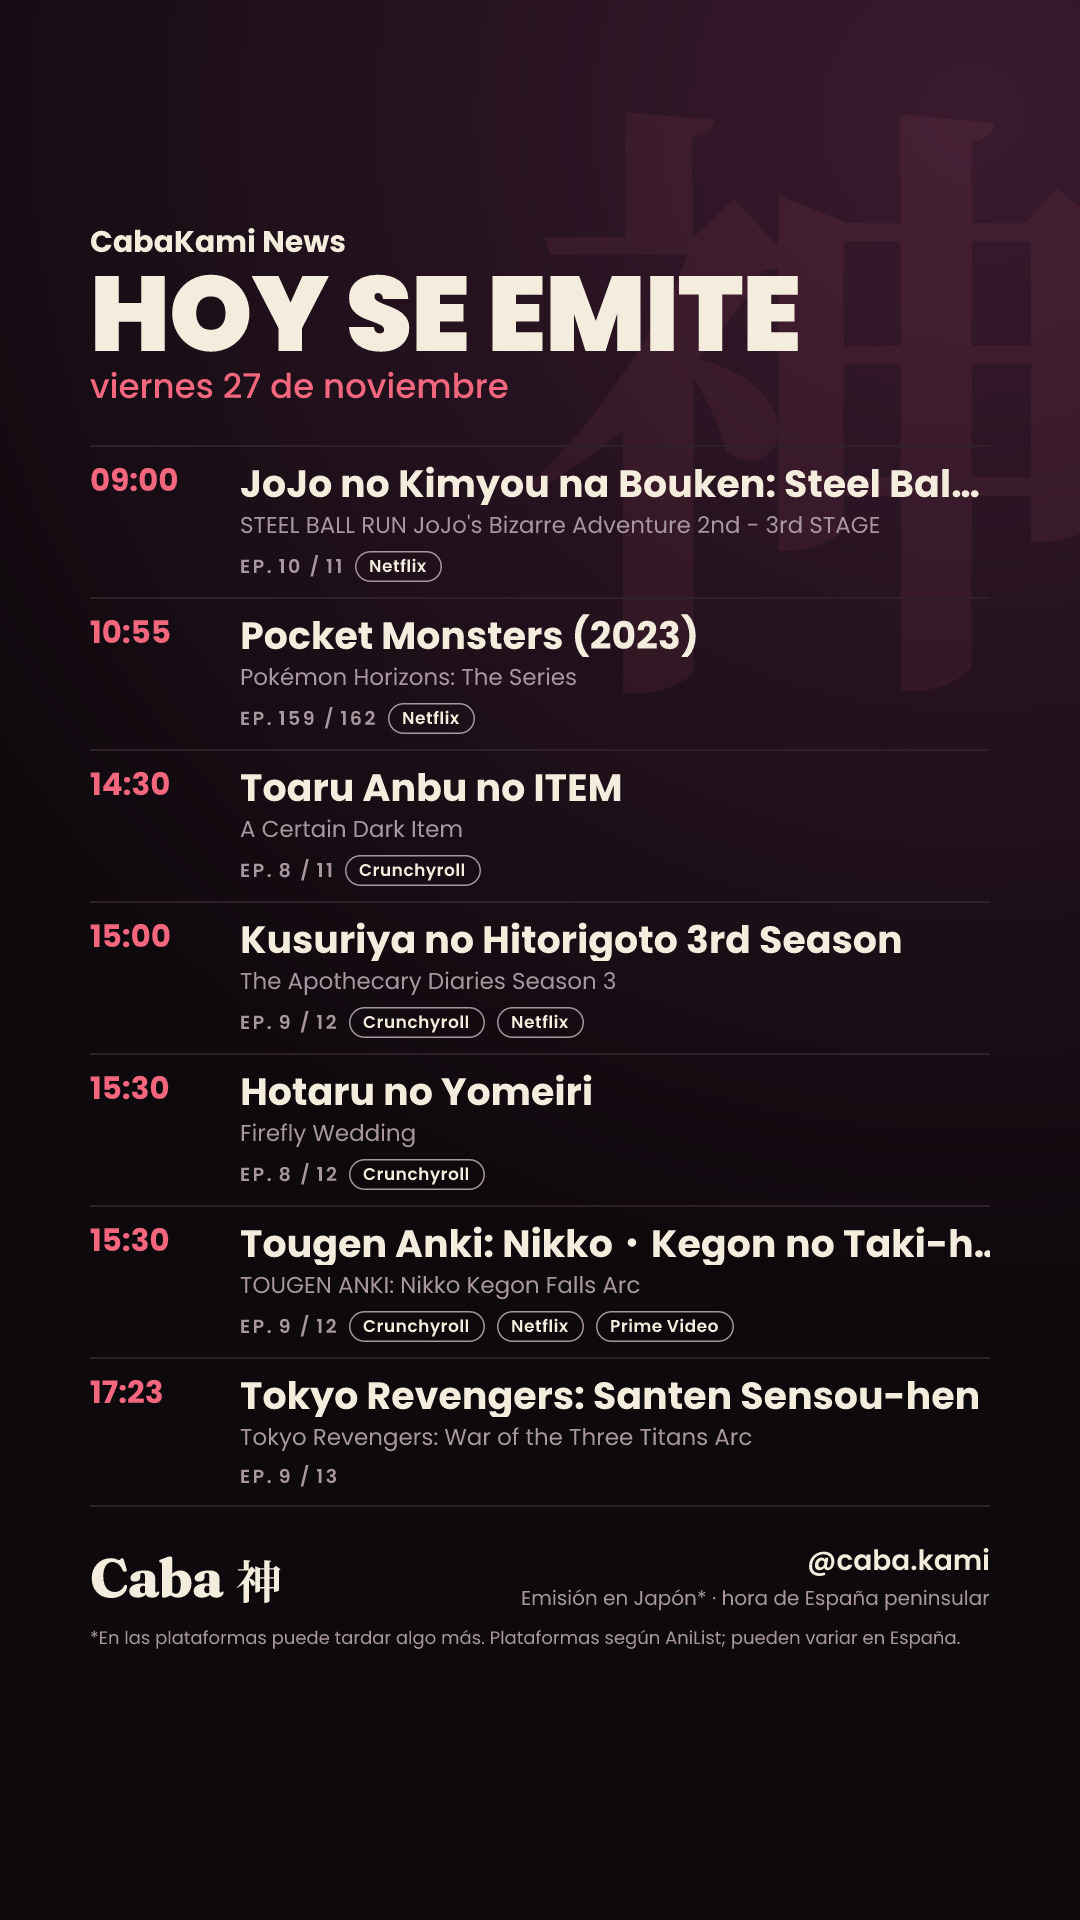 CabaKami News
HOY SE EMITE
viernes 27 de noviembre
09:00
JoJo no Kimyou na Bouken: Steel Bal...
STEEL BALL RUN JoJo's Bizarre Adventure 2nd - 3rd STAGE
EP. 10 / 11 Netflix
10:55
Pocket Monsters (2023)
Pokémon Horizons: The Series
EP. 159 / 162 Netflix
14:30
Toaru Anbu no ITEM
A Certain Dark Item
EP. 8 / 11 Crunchyroll
15:00
Kusuriya no Hitorigoto 3rd Season
The Apothecary Diaries Season 3
EP. 9 / 12 Crunchyroll Netflix
15:30
Hotaru no Yomeiri
Firefly Wedding
EP. 8 / 12 Crunchyroll
15:30
Tougen Anki: Nikko・Kegon no Taki-h..
TOUGEN ANKI: Nikko Kegon Falls Arc
EP. 9 / 12 Crunchyroll Netflix Prime Video
17:23
Tokyo Revengers: Santen Sensou-hen
Tokyo Revengers: War of the Three Titans Arc
EP. 9 / 13
Caba 神
@caba.kami
Emisión en Japón* · hora de España peninsular
*En las plataformas puede tardar algo más. Plataformas según AniList; pueden variar en España.
神